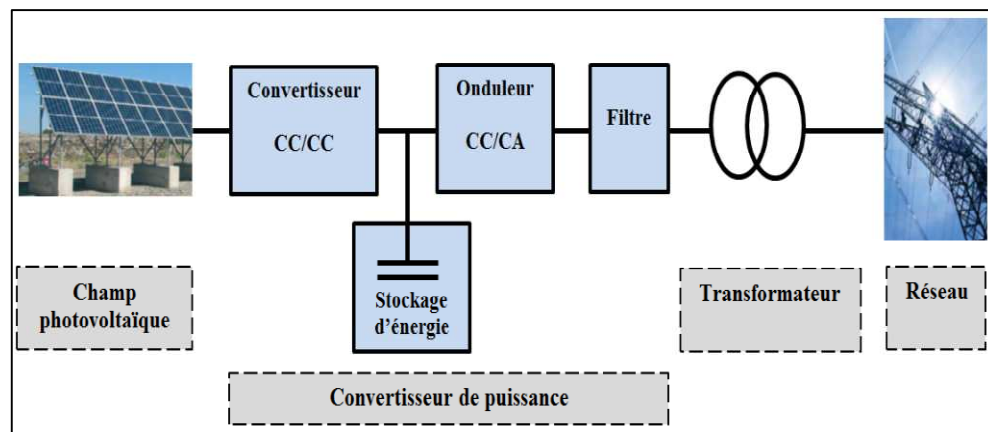 Convertisseur
CC/CC
Onduleur
CC/CA
Filtre
Stockage
d'énergie
Champ
photovoltaïque
Transformateur
Réseau
Convertisseur de puissance